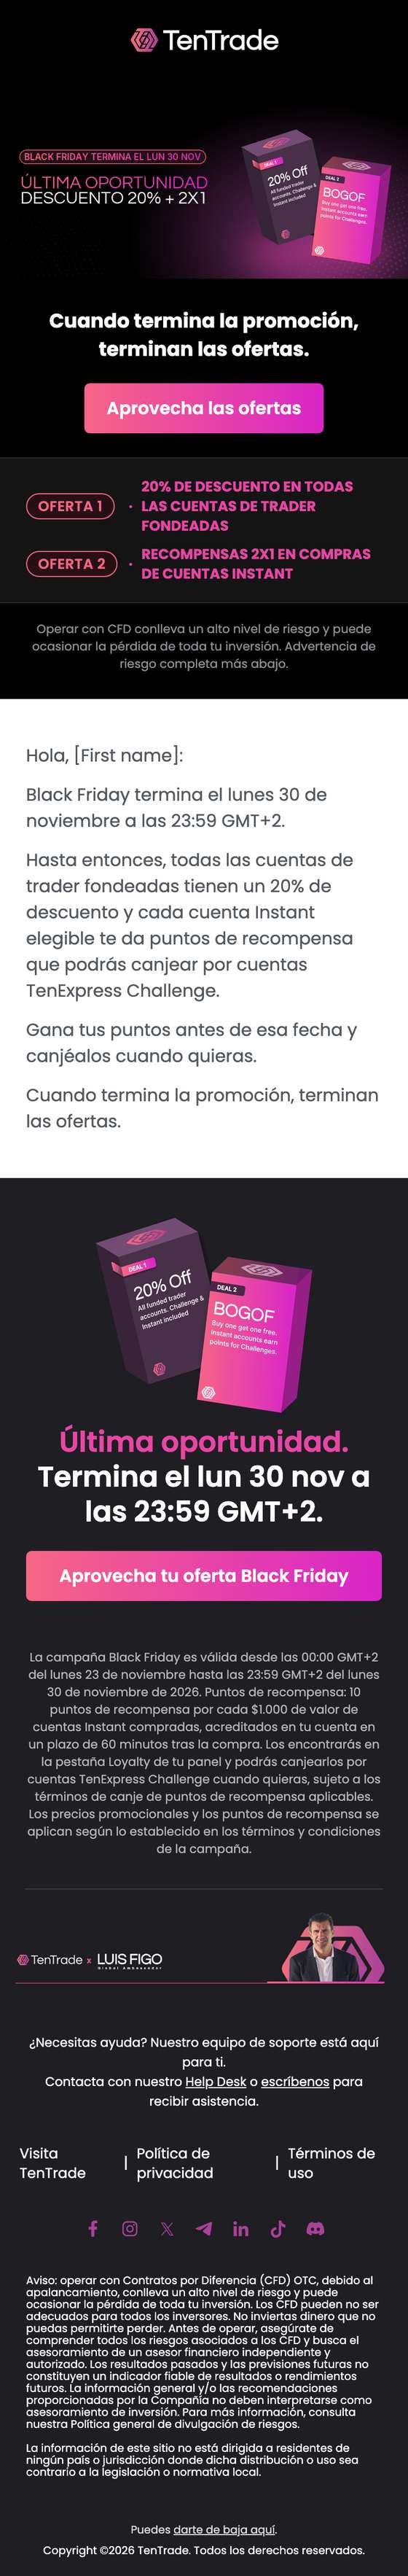 TenTrade
BLACK FRIDAY TERMINA EL LUN 30 NOV
ÚLTIMA OPORTUNIDAD
DESCUENTO 20% + 2X1
DEAL 1
20% Off
All funded trader
accounts. Challenge &
Instant included
DEAL 2
BOGOF
Buy one get one free.
Instant accounts earn
points for Challenges.
Cuando termina la promoción,
terminan las ofertas.
Aprovecha las ofertas
OFERTA 1
· 20% DE DESCUENTO EN TODAS
LAS CUENTAS DE TRADER
FONDEADAS
OFERTA 2
· RECOMPENSAS 2X1 EN COMPRAS
DE CUENTAS INSTANT
Operar con CFD conlleva un alto nivel de riesgo y puede
ocasionar la pérdida de toda tu inversión. Advertencia de
riesgo completa más abajo.
Hola, [First name]:
Black Friday termina el lunes 30 de
noviembre a las 23:59 GMT+2.
Hasta entonces, todas las cuentas de
trader fondeadas tienen un 20% de
descuento y cada cuenta Instant
elegible te da puntos de recompensa
que podrás canjear por cuentas
TenExpress Challenge.
Gana tus puntos antes de esa fecha y
canjéalos cuando quieras.
Cuando termina la promoción, terminan
las ofertas.
DEAL 1
20% Off
All funded trader
accounts. Challenge &
Instant included
DEAL 2
BOGOF
Buy one get one free.
Instant accounts earn
points for Challenges.
Última oportunidad.
Termina el lun 30 nov a
las 23:59 GMT+2.
Aprovecha tu oferta Black Friday
La campaña Black Friday es válida desde las 00:00 GMT+2
del lunes 23 de noviembre hasta las 23:59 GMT+2 del lunes
30 de noviembre de 2026. Puntos de recompensa: 10
puntos de recompensa por cada $1.000 de valor de
cuentas Instant compradas, acreditados en tu cuenta en
un plazo de 60 minutos tras la compra. Los encontrarás en
la pestaña Loyalty de tu panel y podrás canjearlos por
cuentas TenExpress Challenge cuando quieras, sujeto a los
términos de canje de puntos de recompensa aplicables.
Los precios promocionales y los puntos de recompensa se
aplican según lo establecido en los términos y condiciones
de la campaña.
TenTrade x LUIS FIGO
Global Ambassador
¿Necesitas ayuda? Nuestro equipo de soporte está aquí
para ti.
Contacta con nuestro Help Desk o escríbenos para
recibir asistencia.
Visita
TenTrade
|
Política de
privacidad
|
Términos de
uso
Aviso: operar con Contratos por Diferencia (CFD) OTC, debido al
apalancamiento, conlleva un alto nivel de riesgo y puede
ocasionar la pérdida de toda tu inversión. Los CFD pueden no ser
adecuados para todos los inversores. No inviertas dinero que no
puedas permitirte perder. Antes de operar, asegúrate de
comprender todos los riesgos asociados a los CFD y busca el
asesoramiento de un asesor financiero independiente y
autorizado. Los resultados pasados y las previsiones futuras no
constituyen un indicador fiable de resultados o rendimientos
futuros. La información general y/o las recomendaciones
proporcionadas por la Compañía no deben interpretarse como
asesoramiento de inversión. Para más información, consulta
nuestra Política general de divulgación de riesgos.
La información de este sitio no está dirigida a residentes de
ningún país o jurisdicción donde dicha distribución o uso sea
contrario a la legislación o normativa local.
Puedes darte de baja aquí.
Copyright ©2026 TenTrade. Todos los derechos reservados.